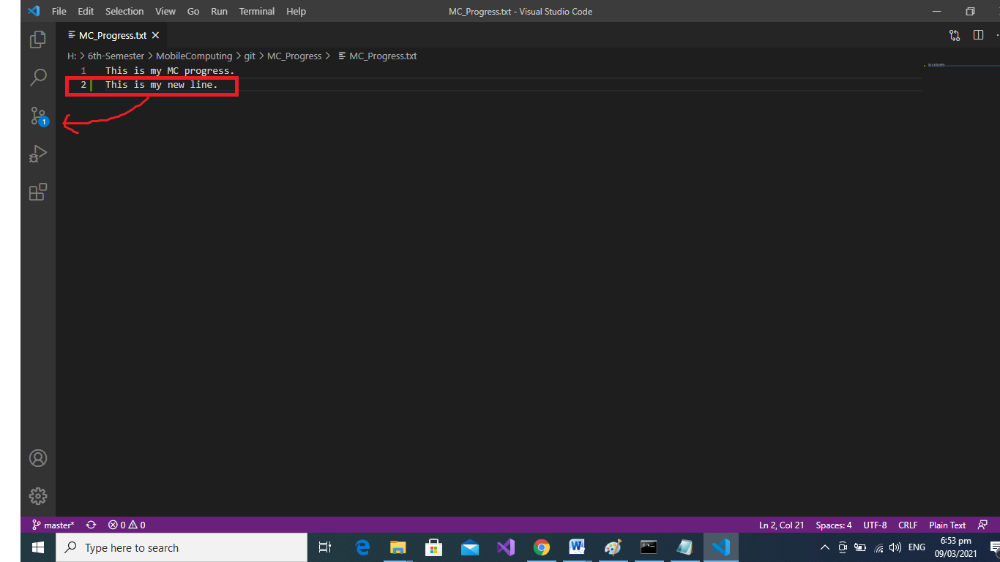 File Edit Selection View Go Run Terminal Help MC_Progress.txt - Visual Studio Code
MC_Progress.txt
H: > 6th-Semester > MobileComputing > git > MC_Progress > MC_Progress.txt
1 This is my MC progress.
2 This is my new line.
1
master* 0 0 Ln 2, Col 21 Spaces: 4 UTF-8 CRLF Plain Text
Type here to search ENG 6:53 pm
09/03/2021